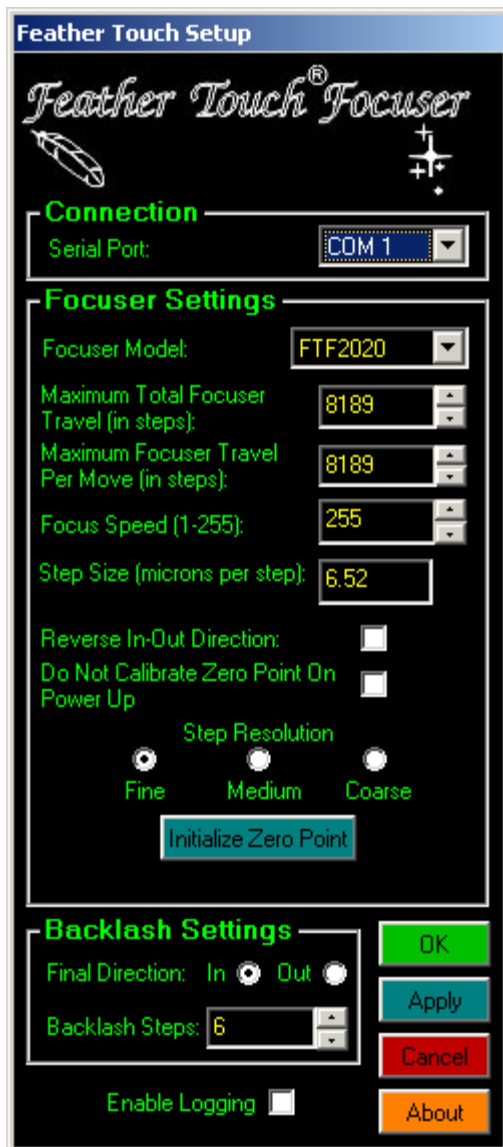 Feather Touch Setup
Feather Touch® Focuser
Connection
Serial Port: COM 1
Focuser Settings
Focuser Model: FTF2020
Maximum Total Focuser
Travel (in steps): 8189
Maximum Focuser Travel
Per Move (in steps): 8189
Focus Speed (1-255): 255
Step Size (microns per step): 6.52
Reverse In-Out Direction:
Do Not Calibrate Zero Point On
Power Up
Step Resolution
Fine Medium Coarse
Initialize Zero Point
Backlash Settings
Final Direction: In Out
Backlash Steps: 6
OK
Apply
Cancel
Enable Logging
About